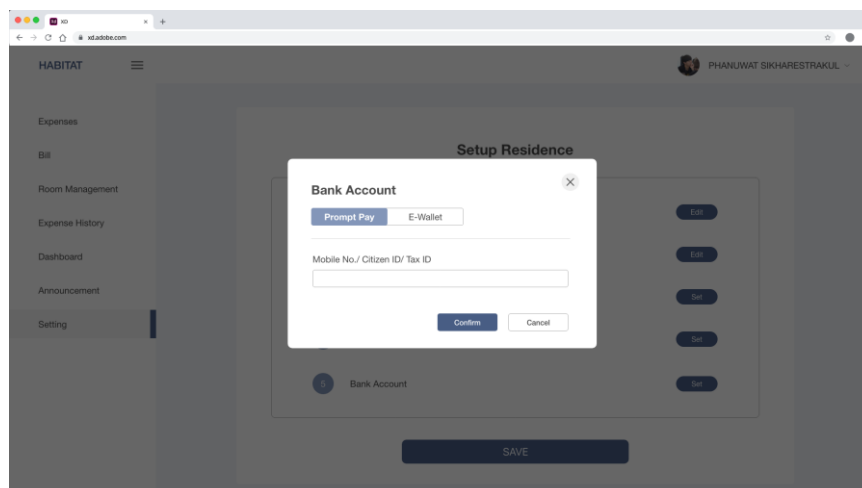 XD
xd.adobe.com
HABITAT
PHANUWAT SIKHARESTRAKUL
Expenses
Bill
Room Management
Expense History
Dashboard
Announcement
Setting
Setup Residence
Bank Account
Prompt Pay
E-Wallet
Mobile No./ Citizen ID/ Tax ID
Confirm
Cancel
Edit
Edit
Set
Set
5 Bank Account
Set
SAVE